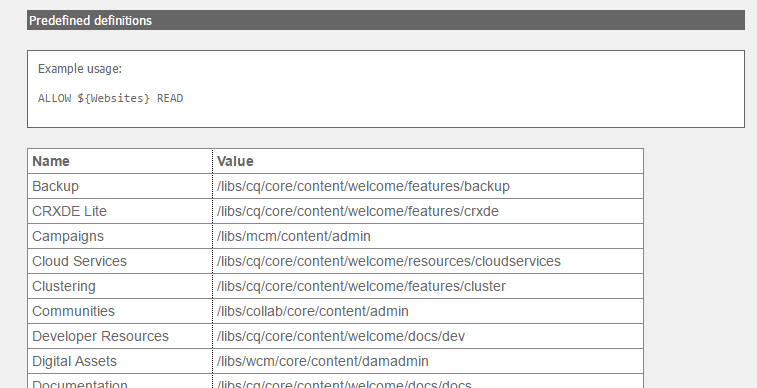 Predefined definitions
Example usage:
ALLOW ${Websites} READ
Name Value
Backup /libs/cq/core/content/welcome/features/backup
CRXDE Lite /libs/cq/core/content/welcome/features/crxde
Campaigns /libs/mcm/content/admin
Cloud Services /libs/cq/core/content/welcome/resources/cloudservices
Clustering /libs/cq/core/content/welcome/features/cluster
Communities /libs/collab/core/content/admin
Developer Resources /libs/cq/core/content/welcome/docs/dev
Digital Assets /libs/wcm/core/content/damadmin
Documentation /libs/cq/core/content/welcome/docs/docs